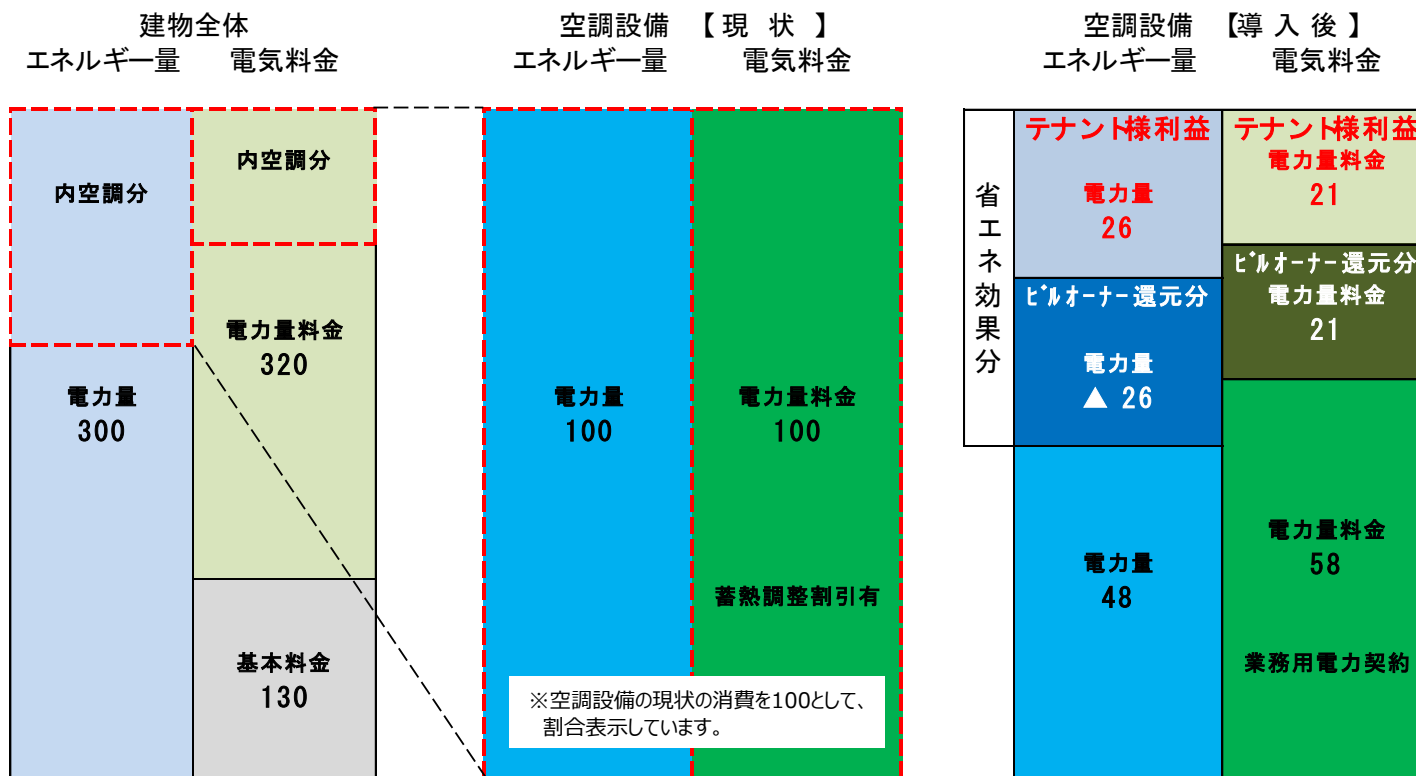 建物全体
エネルギー量 電気料金
内空調分
内空調分
電力量料金
320
電力量
300
基本料金
130
空調設備 【現 状 】
エネルギー量 電気料金
電力量
100
電力量料金
100
蓄熱調整割引有
※空調設備の現状の消費を100として、
割合表示しています。
空調設備 【導 入 後 】
エネルギー量 電気料金
省エネ効果分
テナント様利益
電力量
26
テナント様利益
電力量料金
21
ﾋﾞﾙｵｰﾅｰ還元分
電力量
▲ 26
ﾋﾞﾙｵｰﾅｰ還元分
電力量料金
21
電力量
48
電力量料金
58
業務用電力契約